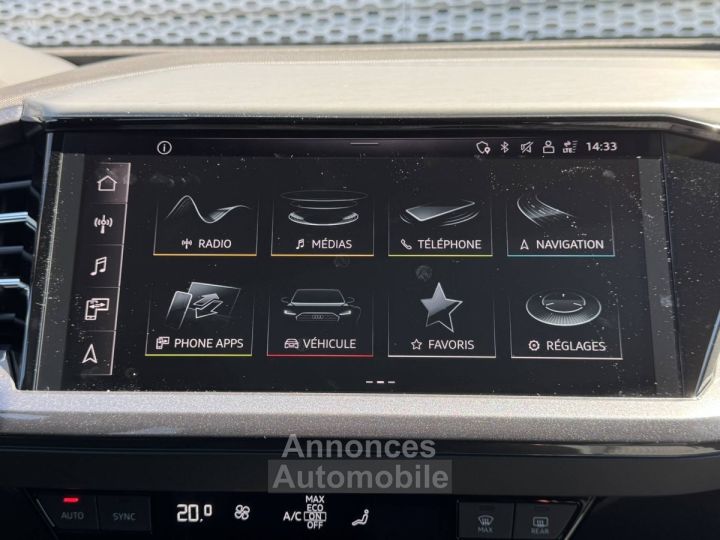 LTE 14:33
RADIO
MÉDIAS
TÉLÉPHONE
NAVIGATION
PHONE APPS
VÉHICULE
FAVORIS
RÉGLAGES
Annonces
Automobile
AUTO
SYNC
20.0
A/C
MAX
ECO
ON
OFF
MAX
REAR